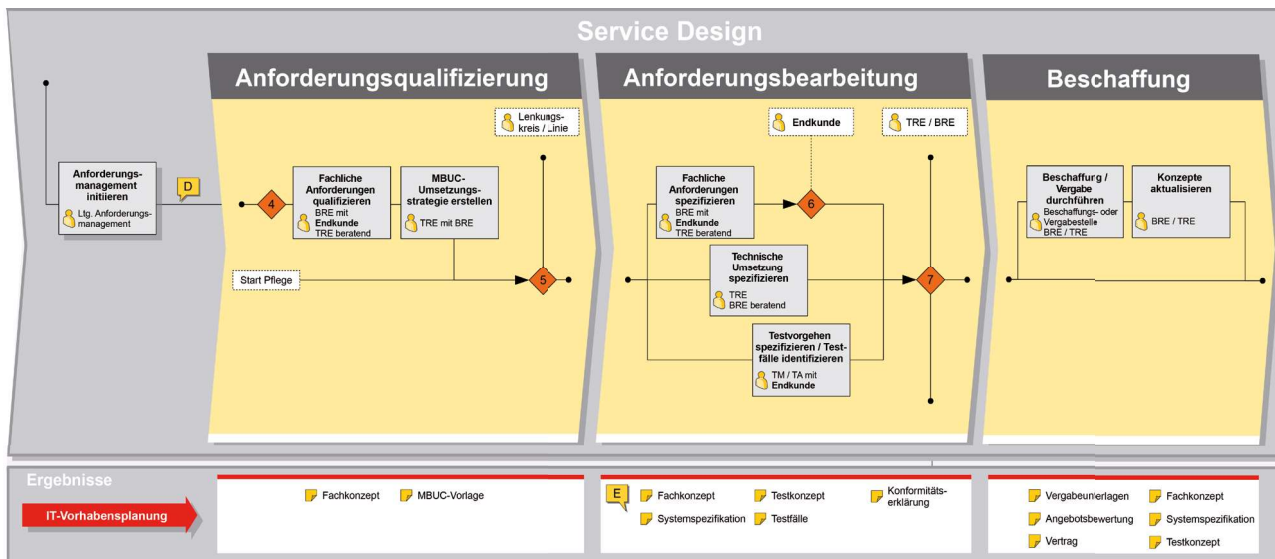 Service Design
Anforderungsqualifizierung
Anforderungsbearbeitung
Beschaffung
Anforderungs-
management
initiieren
Ltg. Anforderungs-
management
D
4
Fachliche
Anforderungen
qualifizieren
BRE mit
Endkunde
TRE beratend
MBUC-
Umsetzungs-
strategie erstellen
TRE mit BRE
Lenkungs-
kreis / Linie
Start Pflege
5
Fachliche
Anforderungen
spezifizieren
BRE mit
Endkunde
TRE beratend
Endkunde
6
TRE / BRE
Technische
Umsetzung
spezifizieren
TRE
BRE beratend
7
Testvorgehen
spezifizieren / Test-
fälle identifizieren
TM / TA mit
Endkunde
Beschaffung /
Vergabe
durchführen
Beschaffungs- oder
Vergabestelle
BRE / TRE
Konzepte
aktualisieren
BRE / TRE
Ergebnisse
IT-Vorhabensplanung
Fachkonzept
MBUC-Vorlage
E
Fachkonzept
Testkonzept
Konformitäts-
erklärung
Systemspezifikation
Testfälle
Vergabeunterlagen
Fachkonzept
Angebotsbewertung
Systemspezifikation
Vertrag
Testkonzept